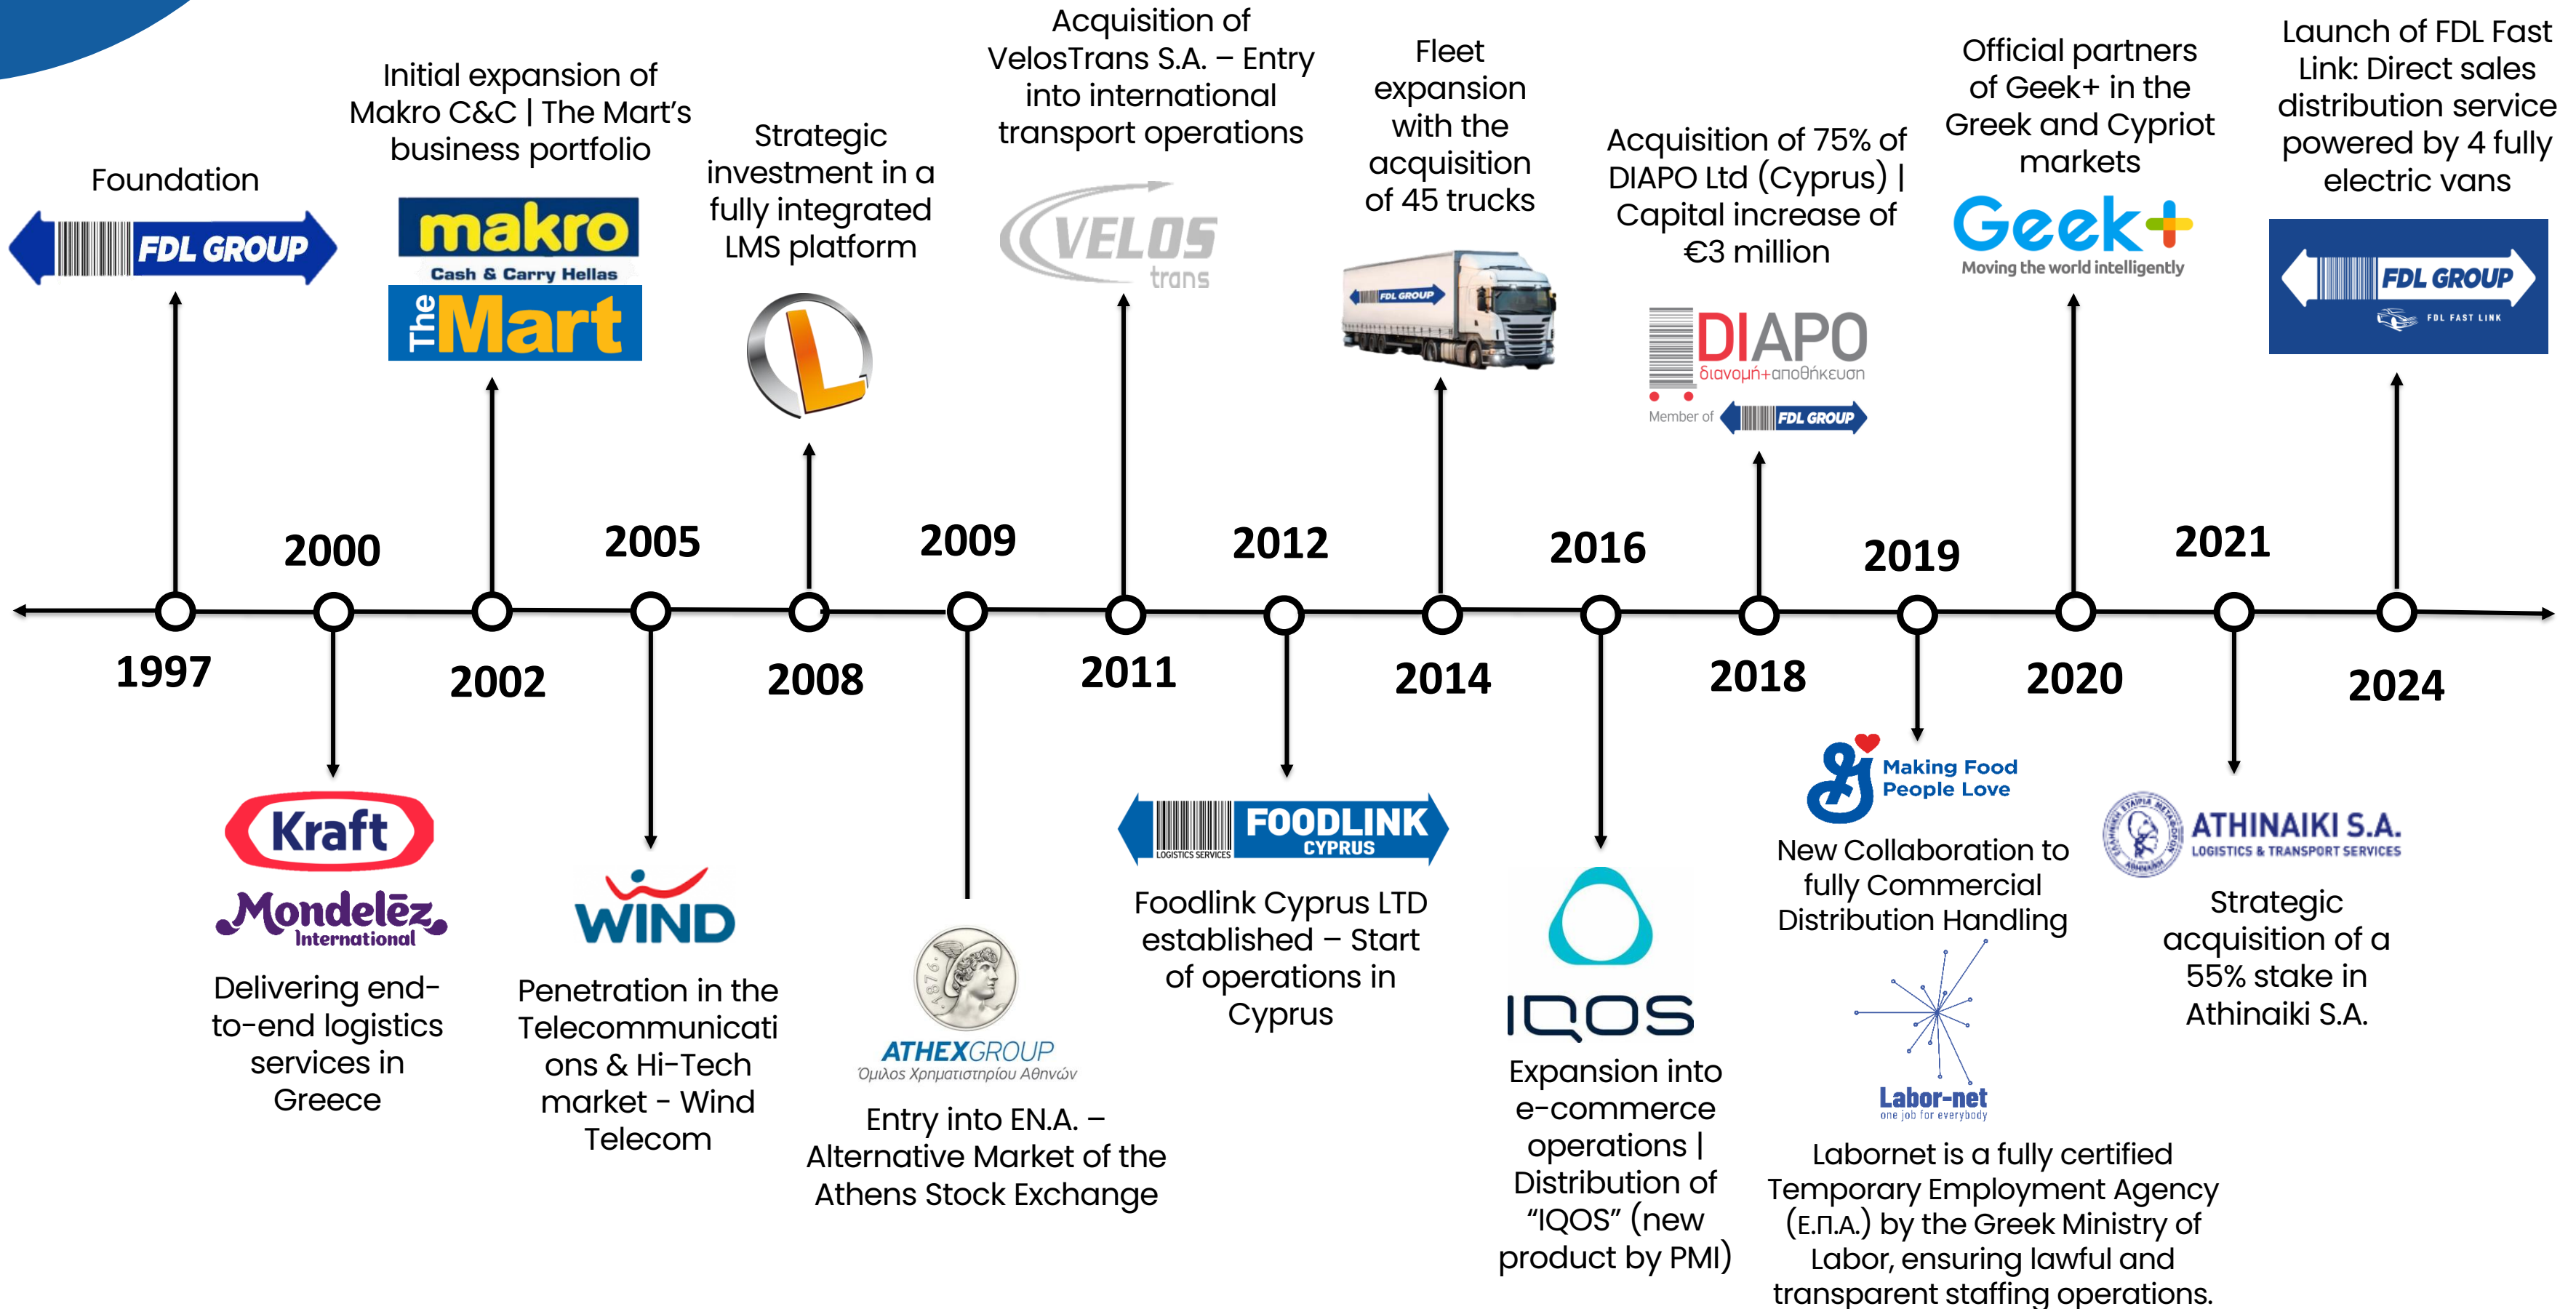 Foundation
FDL GROUP
1997
2000
Kraft
Mondelēz
International
Delivering end-
to-end logistics
services in
Greece
Initial expansion of
Makro C&C | The Mart’s
business portfolio
makro
Cash & Carry Hellas
The Mart
2002
2005
WIND
Penetration in the
Telecommunicati
ons & Hi-Tech
market - Wind
Telecom
Strategic
investment in a
fully integrated
LMS platform
L
2008
2009
1876
ATHEXGROUP
Όμιλος Χρηματιστηρίου Αθηνών
Entry into EN.A. –
Alternative Market of the
Athens Stock Exchange
Acquisition of
VelosTrans S.A. – Entry
into international
transport operations
VELOS
trans
2011
2012
FOODLINK
CYPRUS
LOGISTICS SERVICES
Foodlink Cyprus LTD
established – Start
of operations in
Cyprus
Fleet
expansion
with the
acquisition
of 45 trucks
FDL GROUP
2014
2016
IQOS
Expansion into
e-commerce
operations |
Distribution of
“IQOS” (new
product by PMI)
Acquisition of 75% of
DIAPO Ltd (Cyprus) |
Capital increase of
€3 million
DIAPO
διανομή+αποθήκευση
Member of FDL GROUP
2018
2019
G
Making Food
People Love
New Collaboration to
fully Commercial
Distribution Handling
Labor-net
one job for everybody
Labornet is a fully certified
Temporary Employment Agency
(Ε.Π.Α.) by the Greek Ministry of
Labor, ensuring lawful and
transparent staffing operations.
Official partners
of Geek+ in the
Greek and Cypriot
markets
Geek+
Moving the world intelligently
2020
2021
ATHINAIKI S.A.
LOGISTICS & TRANSPORT SERVICES
Strategic
acquisition of a
55% stake in
Athinaiki S.A.
Launch of FDL Fast
Link: Direct sales
distribution service
powered by 4 fully
electric vans
FDL GROUP
FDL FAST LINK
2024